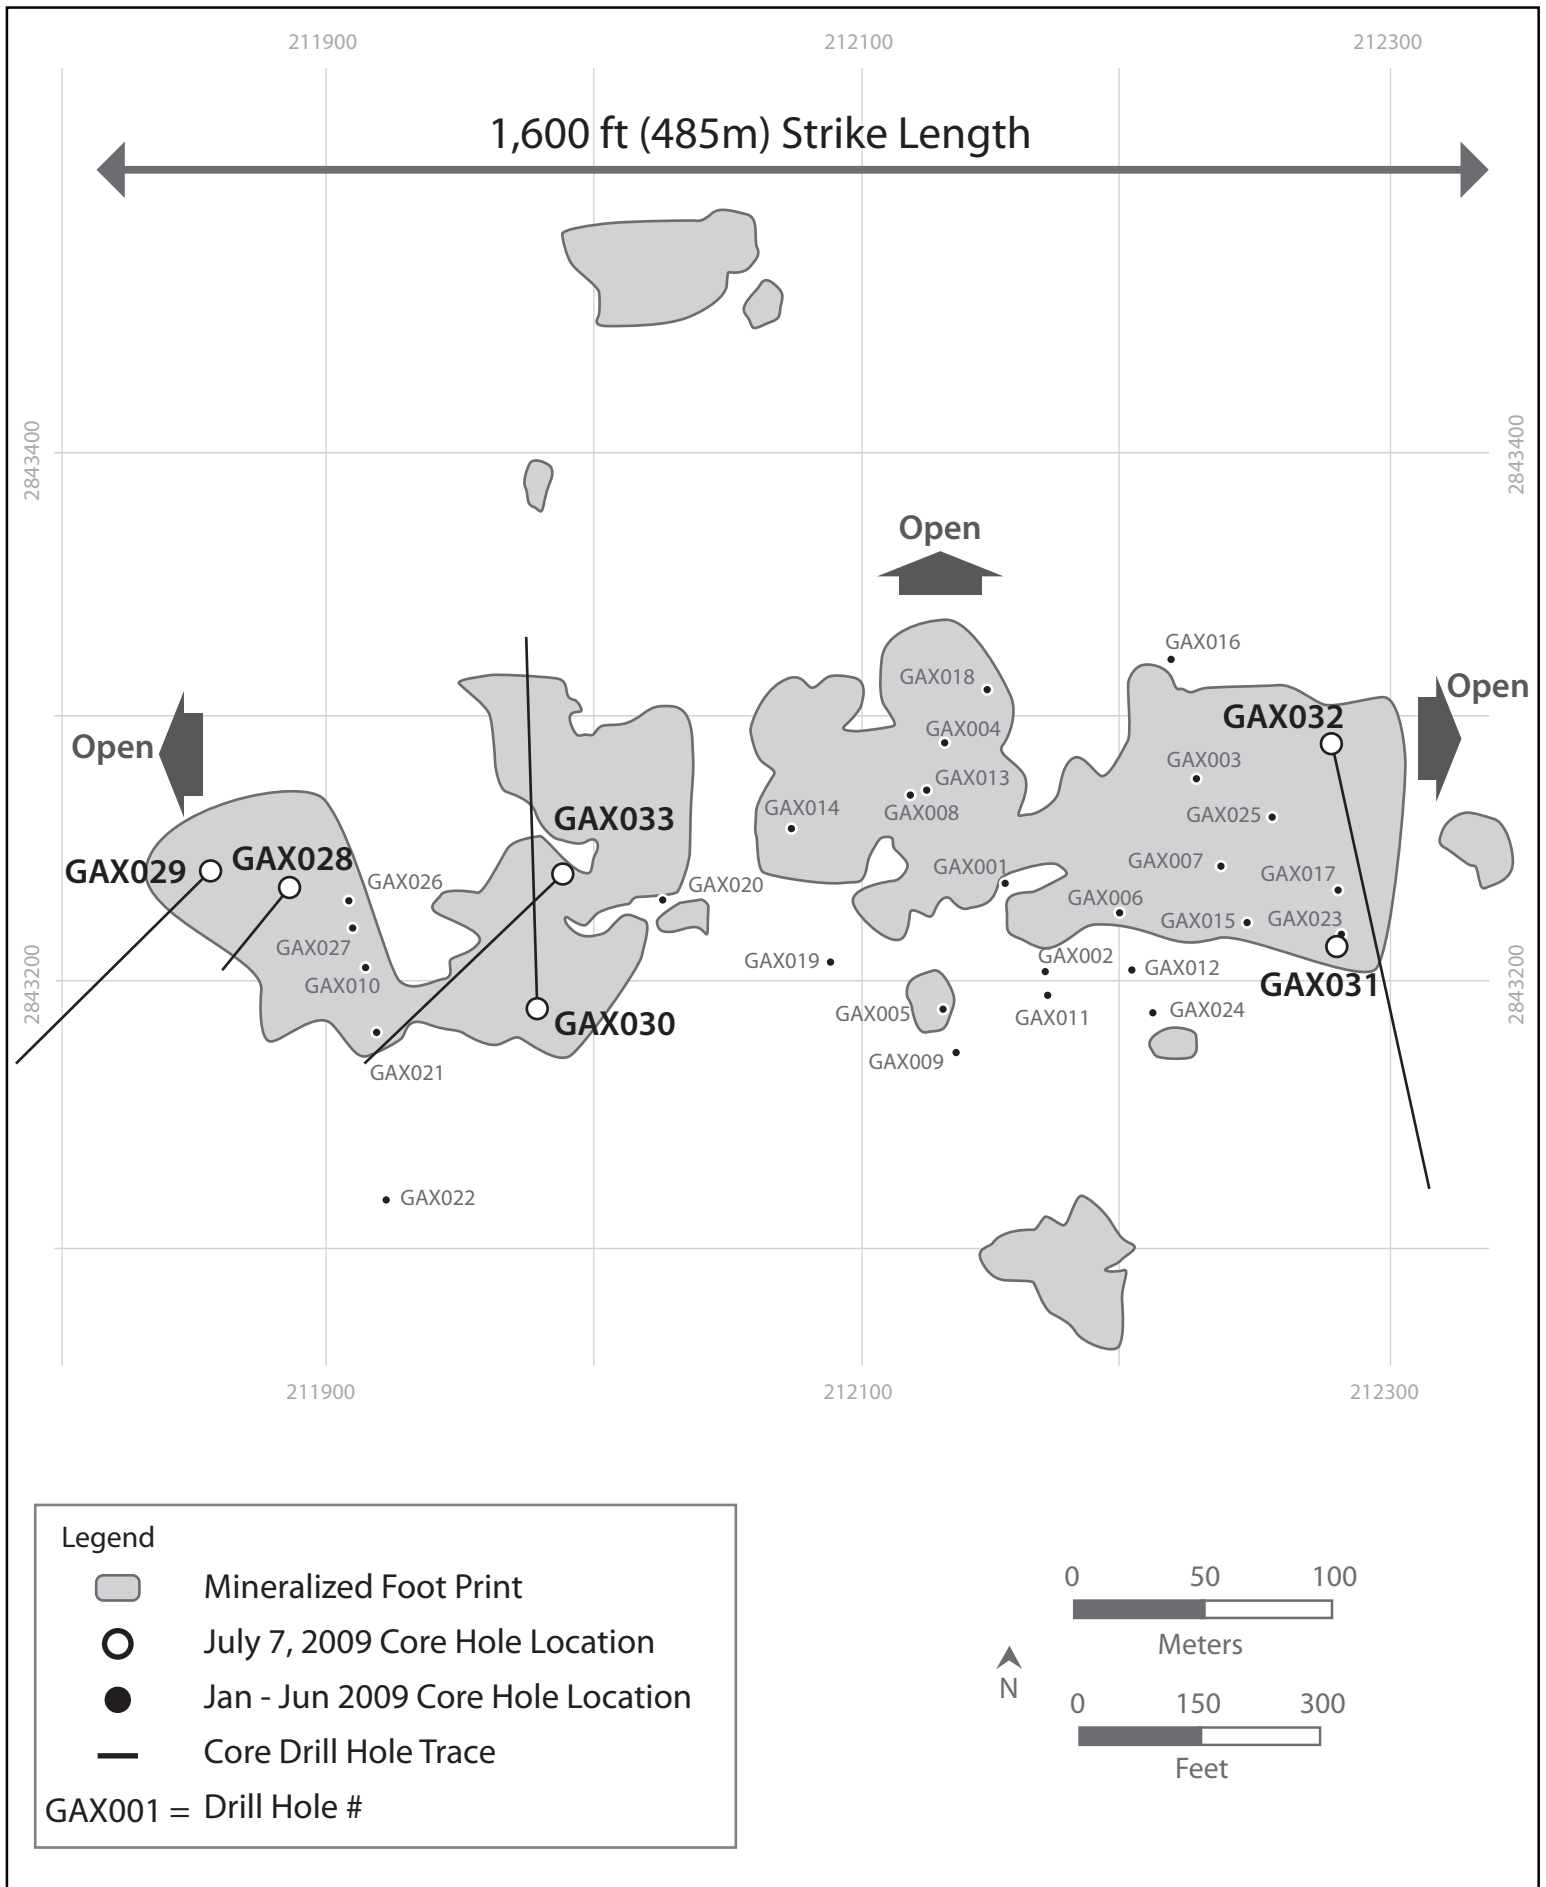 211900 212100 212300
1,600 ft (485m) Strike Length
2843400 2843400
Open
GAX016
GAX018
Open
GAX032
GAX004
Open
GAX003
GAX013
GAX014
GAX008
GAX025
GAX033
GAX028
GAX029
GAX007
GAX001
GAX017
GAX026
GAX020
GAX006
GAX015
GAX023
GAX027
GAX002
GAX019
GAX012
GAX010
GAX031
2843200 2843200
GAX024
GAX005
GAX011
GAX030
GAX009
GAX021
GAX022
211900 212100 212300
Legend
Mineralized Foot Print
July 7, 2009 Core Hole Location
Jan - Jun 2009 Core Hole Location
Core Drill Hole Trace
GAX001 = Drill Hole #
0 50 100
Meters
N
0 150 300
Feet